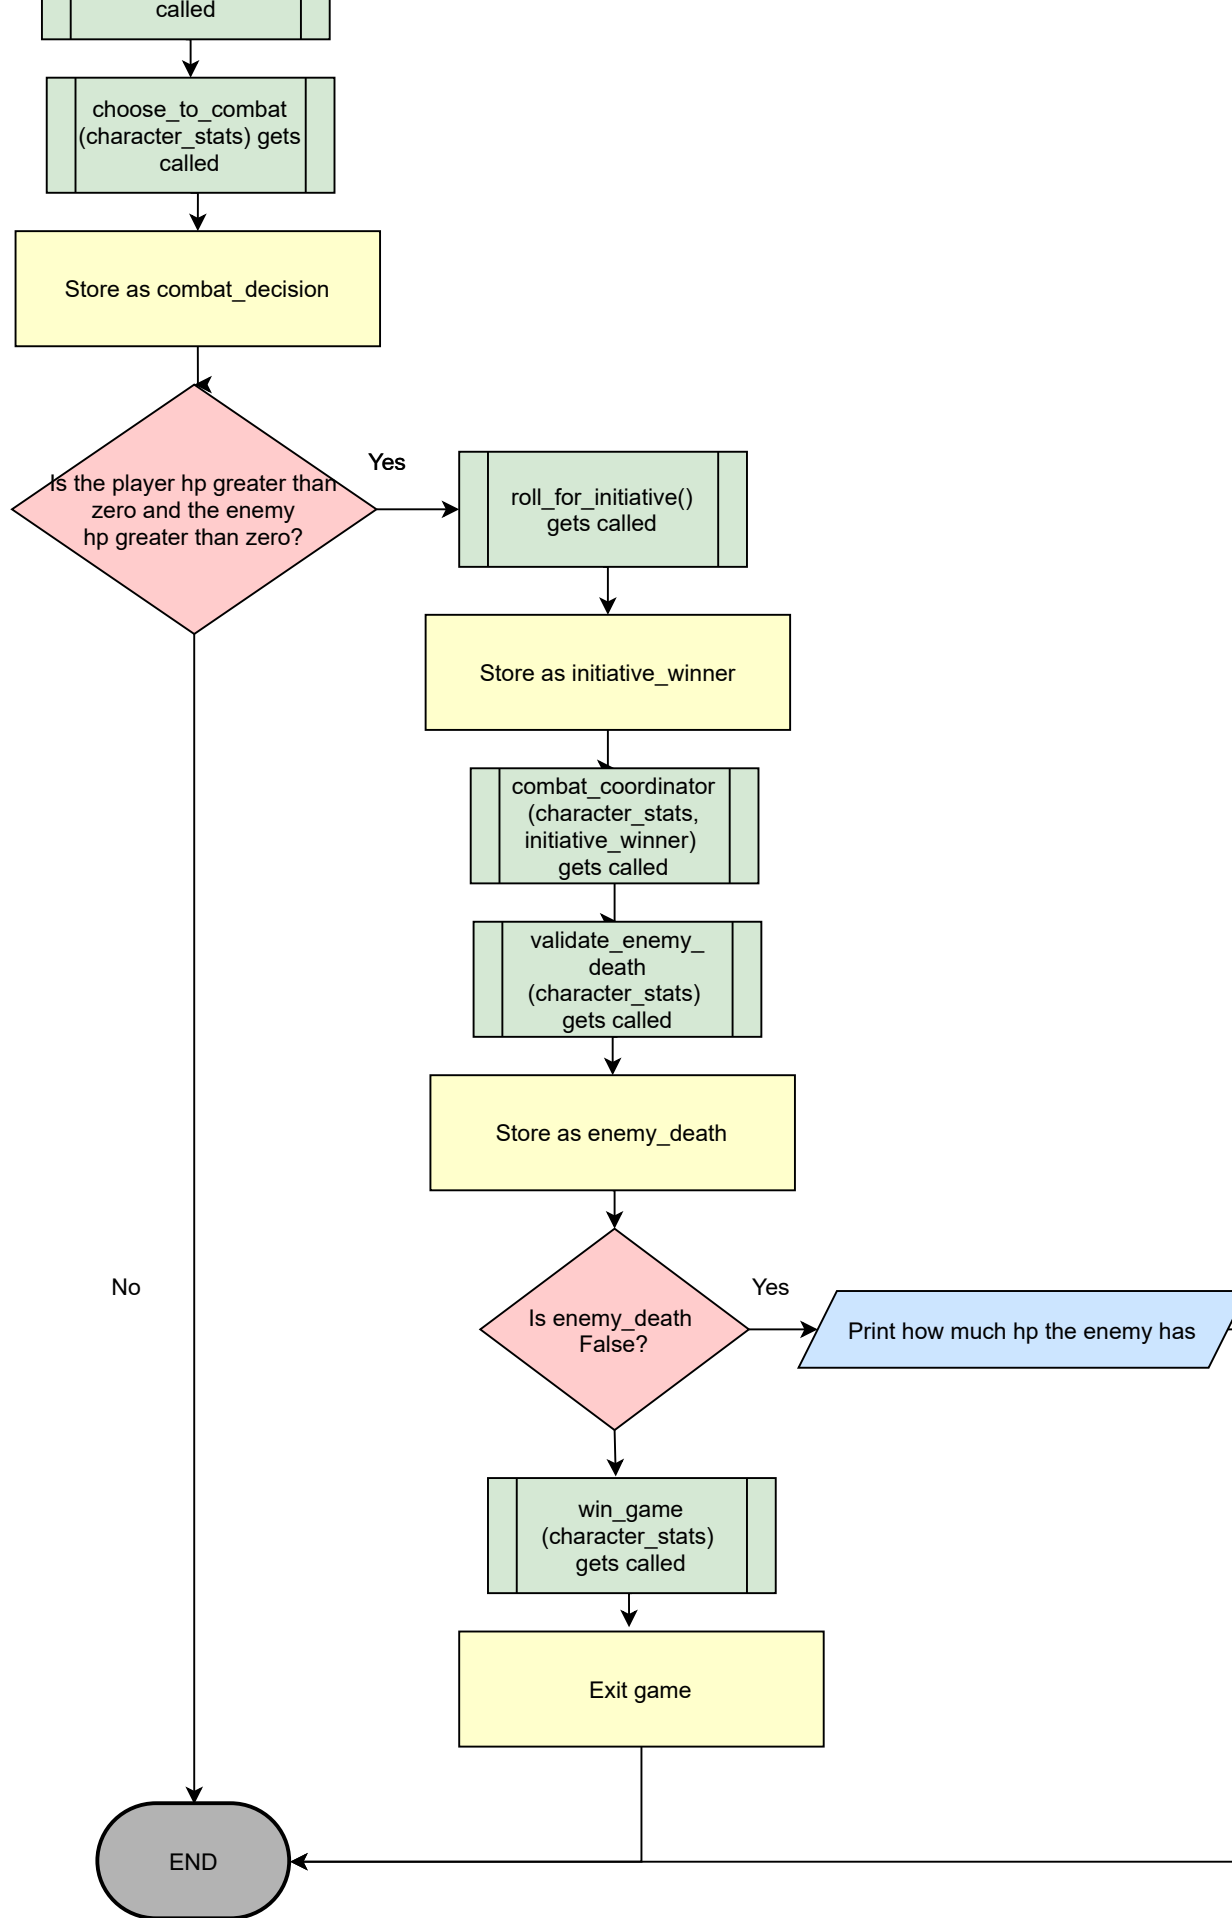 called
choose_to_combat
(character_stats) gets
called
Store as combat_decision
Is the player hp greater than
zero and the enemy
hp greater than zero?
Yes
roll_for_initiative()
gets called
Store as initiative_winner
combat_coordinator
(character_stats,
initiative_winner)
gets called
validate_enemy_
death
(character_stats)
gets called
Store as enemy_death
No
Is enemy_death
False?
Yes
Print how much hp the enemy has
win_game
(character_stats)
gets called
Exit game
END